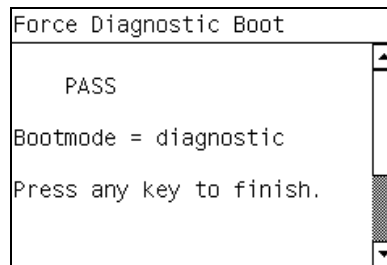 Force Diagnostic Boot
PASS
Bootmode = diagnostic
Press any key to finish.